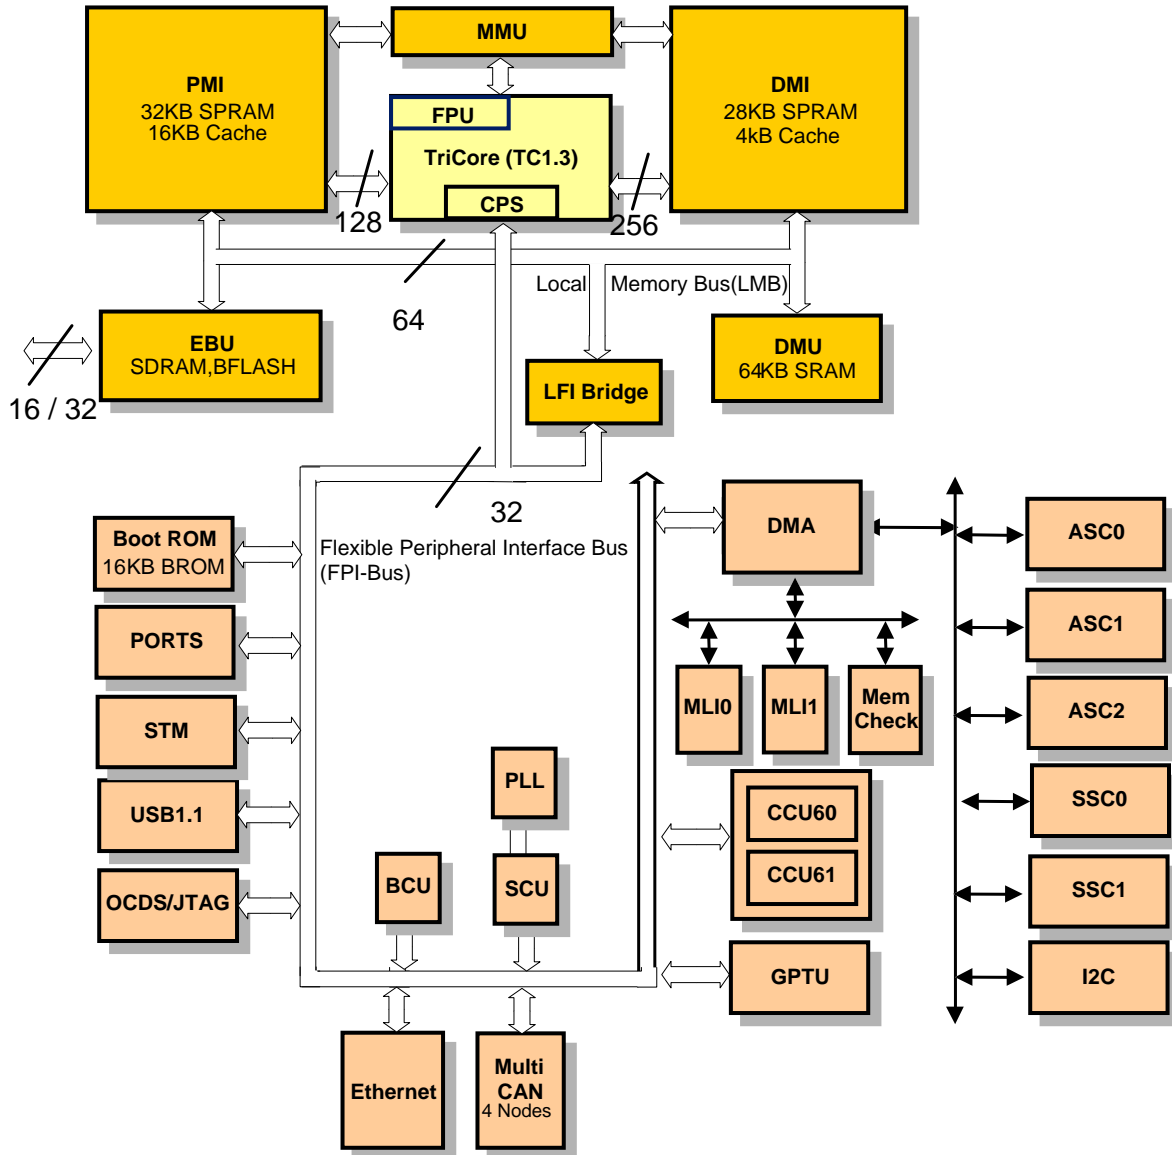 MMU
PMI
32KB SPRAM
16KB Cache
DMI
28KB SPRAM
4kB Cache
FPU
TriCore (TC1.3)
CPS
128
256
64
Local Memory Bus(LMB)
EBU
SDRAM,BFLASH
16 / 32
LFI Bridge
DMU
64KB SRAM
32
Flexible Peripheral Interface Bus
(FPI-Bus)
Boot ROM
16KB BROM
PORTS
STM
USB1.1
OCDS/JTAG
DMA
MLI0
MLI1
Mem
Check
PLL
BCU
SCU
CCU60
CCU61
GPTU
ASC0
ASC1
ASC2
SSC0
SSC1
I2C
Ethernet
Multi
CAN
4 Nodes